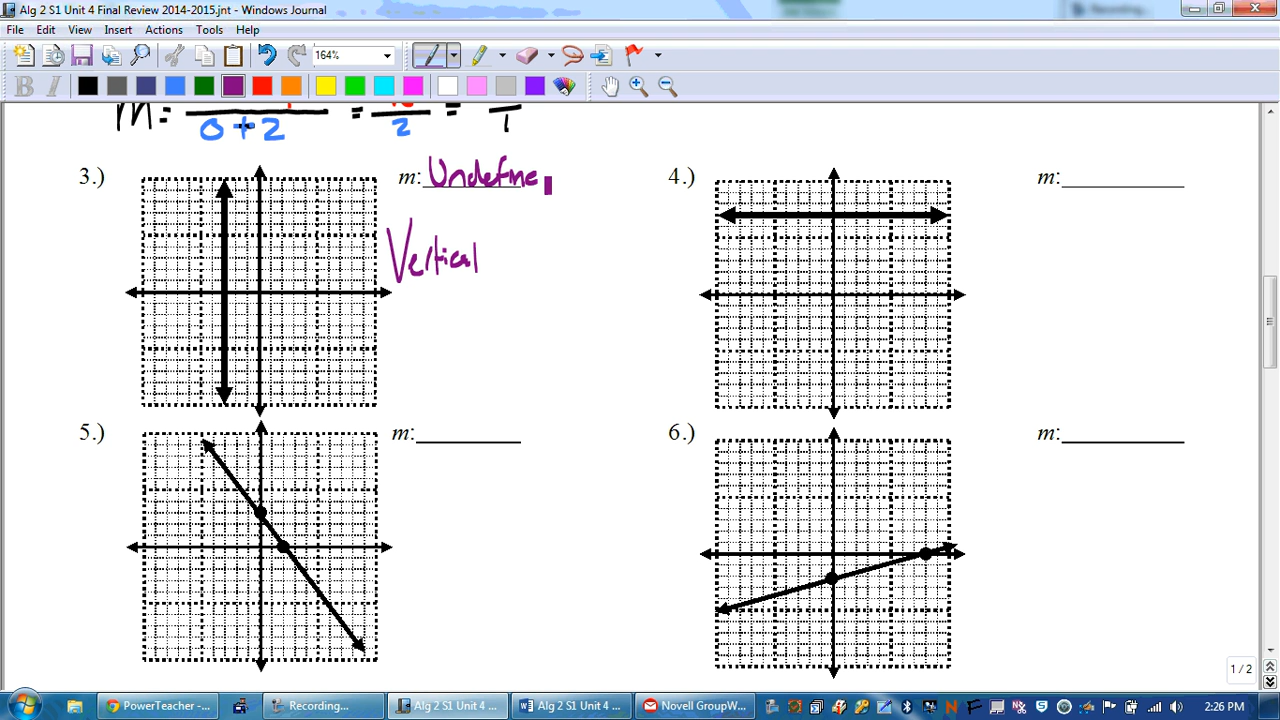 Alg 2 S1 Unit 4 Final Review 2014-2015.jnt - Windows Journal
File Edit View Insert Actions Tools Help
164%
B I
m = 
0 + 2 = 2 = 1
3.) m: Undefine 4.) m:
Vertical
5.) m: 6.) m:
1 / 2
PowerTeacher -... Recording... Alg 2 S1 Unit 4 ... Alg 2 S1 Unit 4 ... Novell GroupW... 2:26 PM